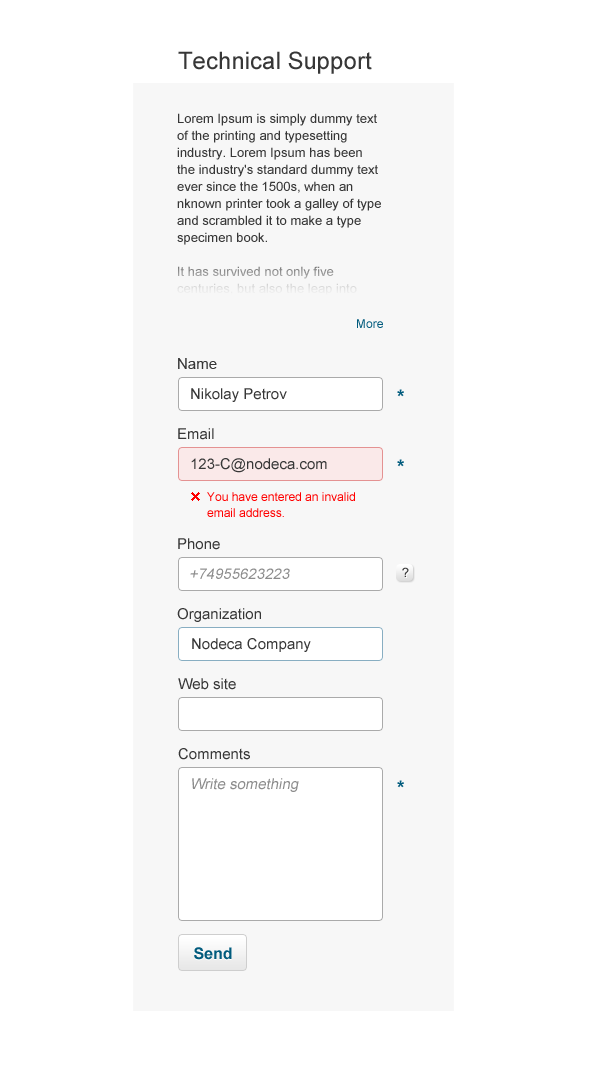 Technical Support
Lorem Ipsum is simply dummy text
of the printing and typesetting
industry. Lorem Ipsum has been
the industry's standard dummy text
ever since the 1500s, when an
nknown printer took a galley of type
and scrambled it to make a type
specimen book.
It has survived not only five
centuries, but also the leap into
More
Name
Nikolay Petrov
*
Email
123-C@nodeca.com
*
You have entered an invalid
email address.
Phone
+74955623223
?
Organization
Nodeca Company
Web site
Comments
Write something
*
Send